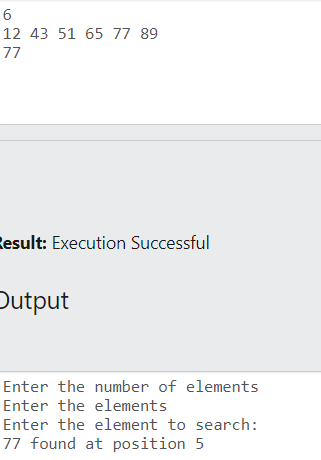 6
12 43 51 65 77 89
77
Result: Execution Successful
Output
Enter the number of elements
Enter the elements
Enter the element to search:
77 found at position 5